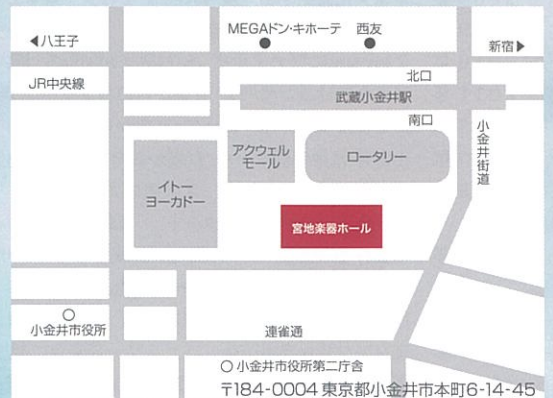 MEGAドン・キホーテ 西友
◀八王子
新宿▶
JR中央線
北口
武蔵小金井駅
南口
小金井街道
アクウェル
モール
ロータリー
イトー
ヨーカドー
宮地楽器ホール
小金井市役所
連雀通
小金井市役所第二庁舎
〒184-0004 東京都小金井市本町6-14-45